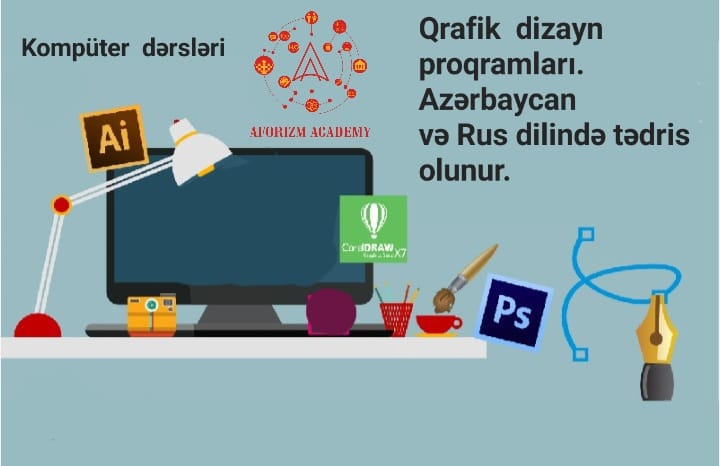 Kompüter dərsləri
AFORIZM ACADEMY
Qrafik dizayn
proqramları.
Azərbaycan
və Rus dilində tədris
olunur.
Ai
CorelDRAW
X7
Ps